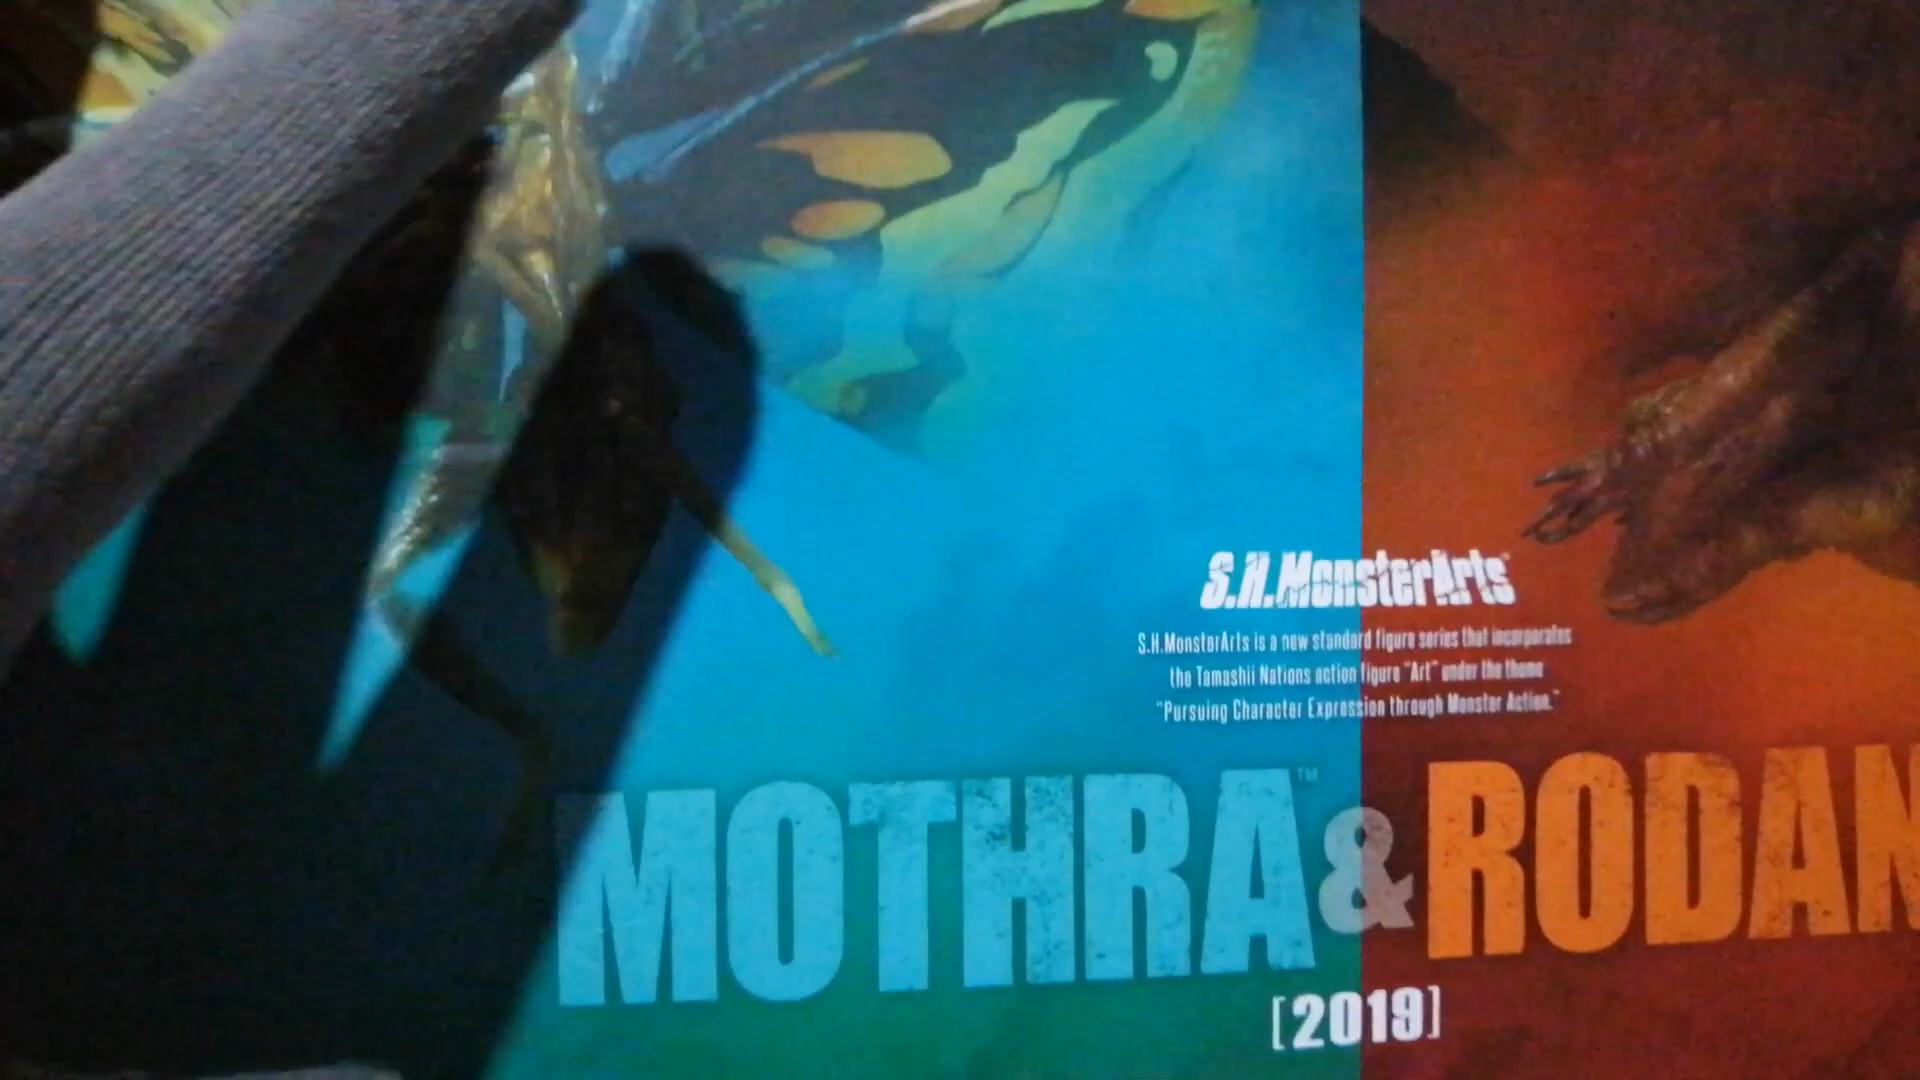 S.H.MonsterArts
S.H.MonsterArts is a new standard figure series that incorporates
the Tamashii Nations action figure "Art" under the theme
"Pursuing Character Expression through Monster Action."
MOTHRA™ & RODAN
[2019]